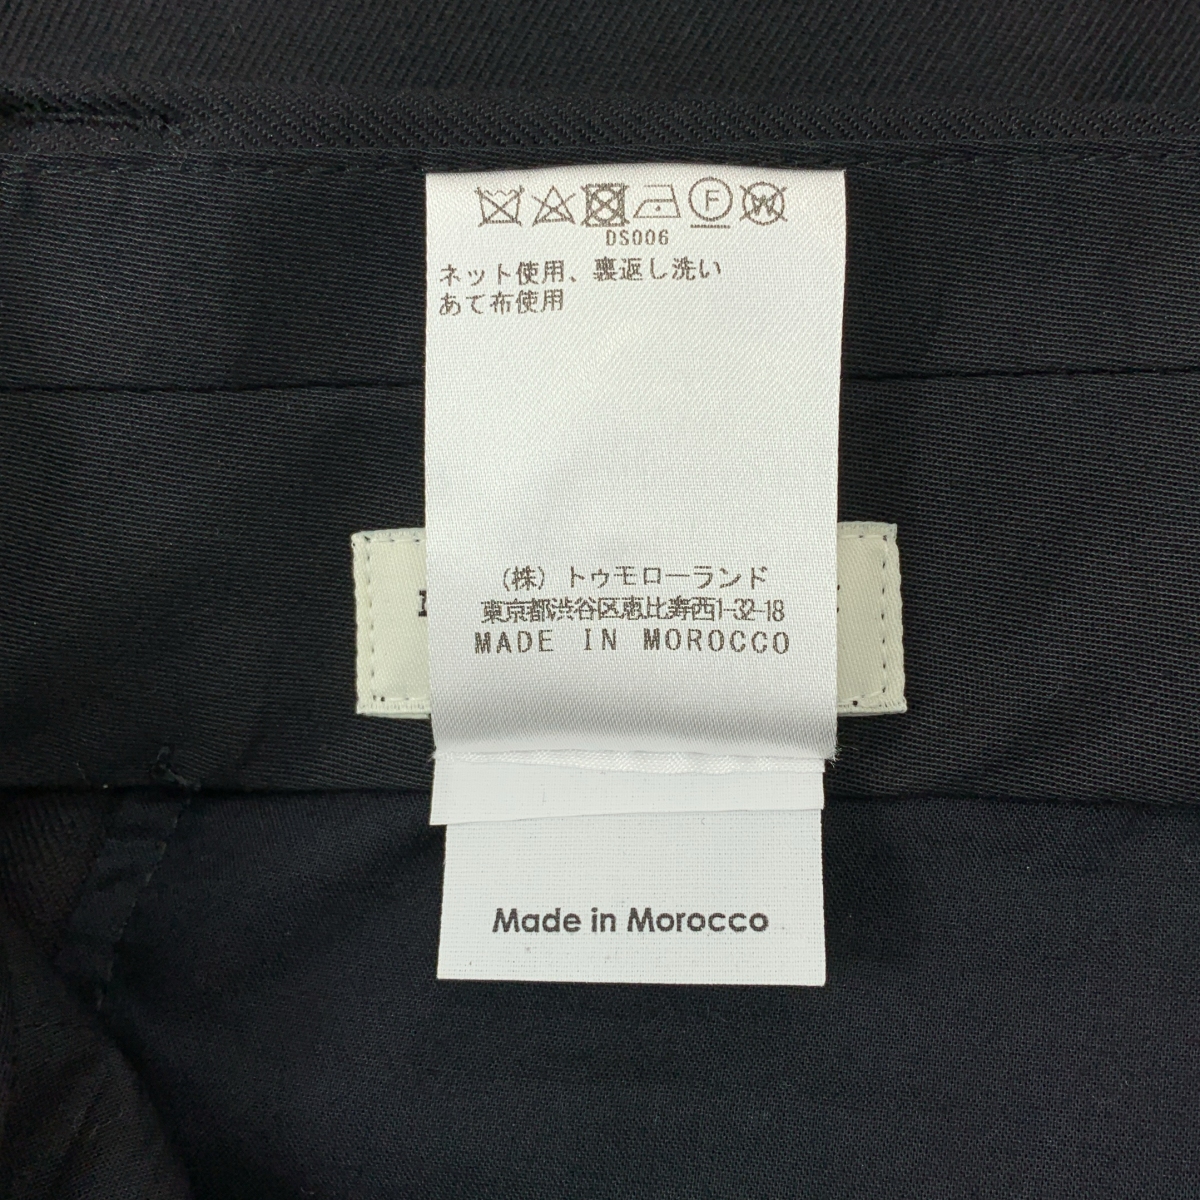 F W
DS006
ネット使用、裏返し洗い
あて布使用
(株) トゥモローランド
東京都渋谷区恵比寿西1-32-18
MADE IN MOROCCO
Made in Morocco